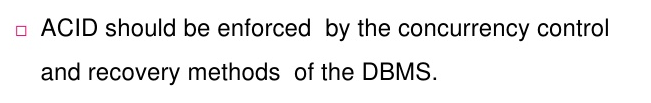 ACID should be enforced by the concurrency control
and recovery methods of the DBMS.